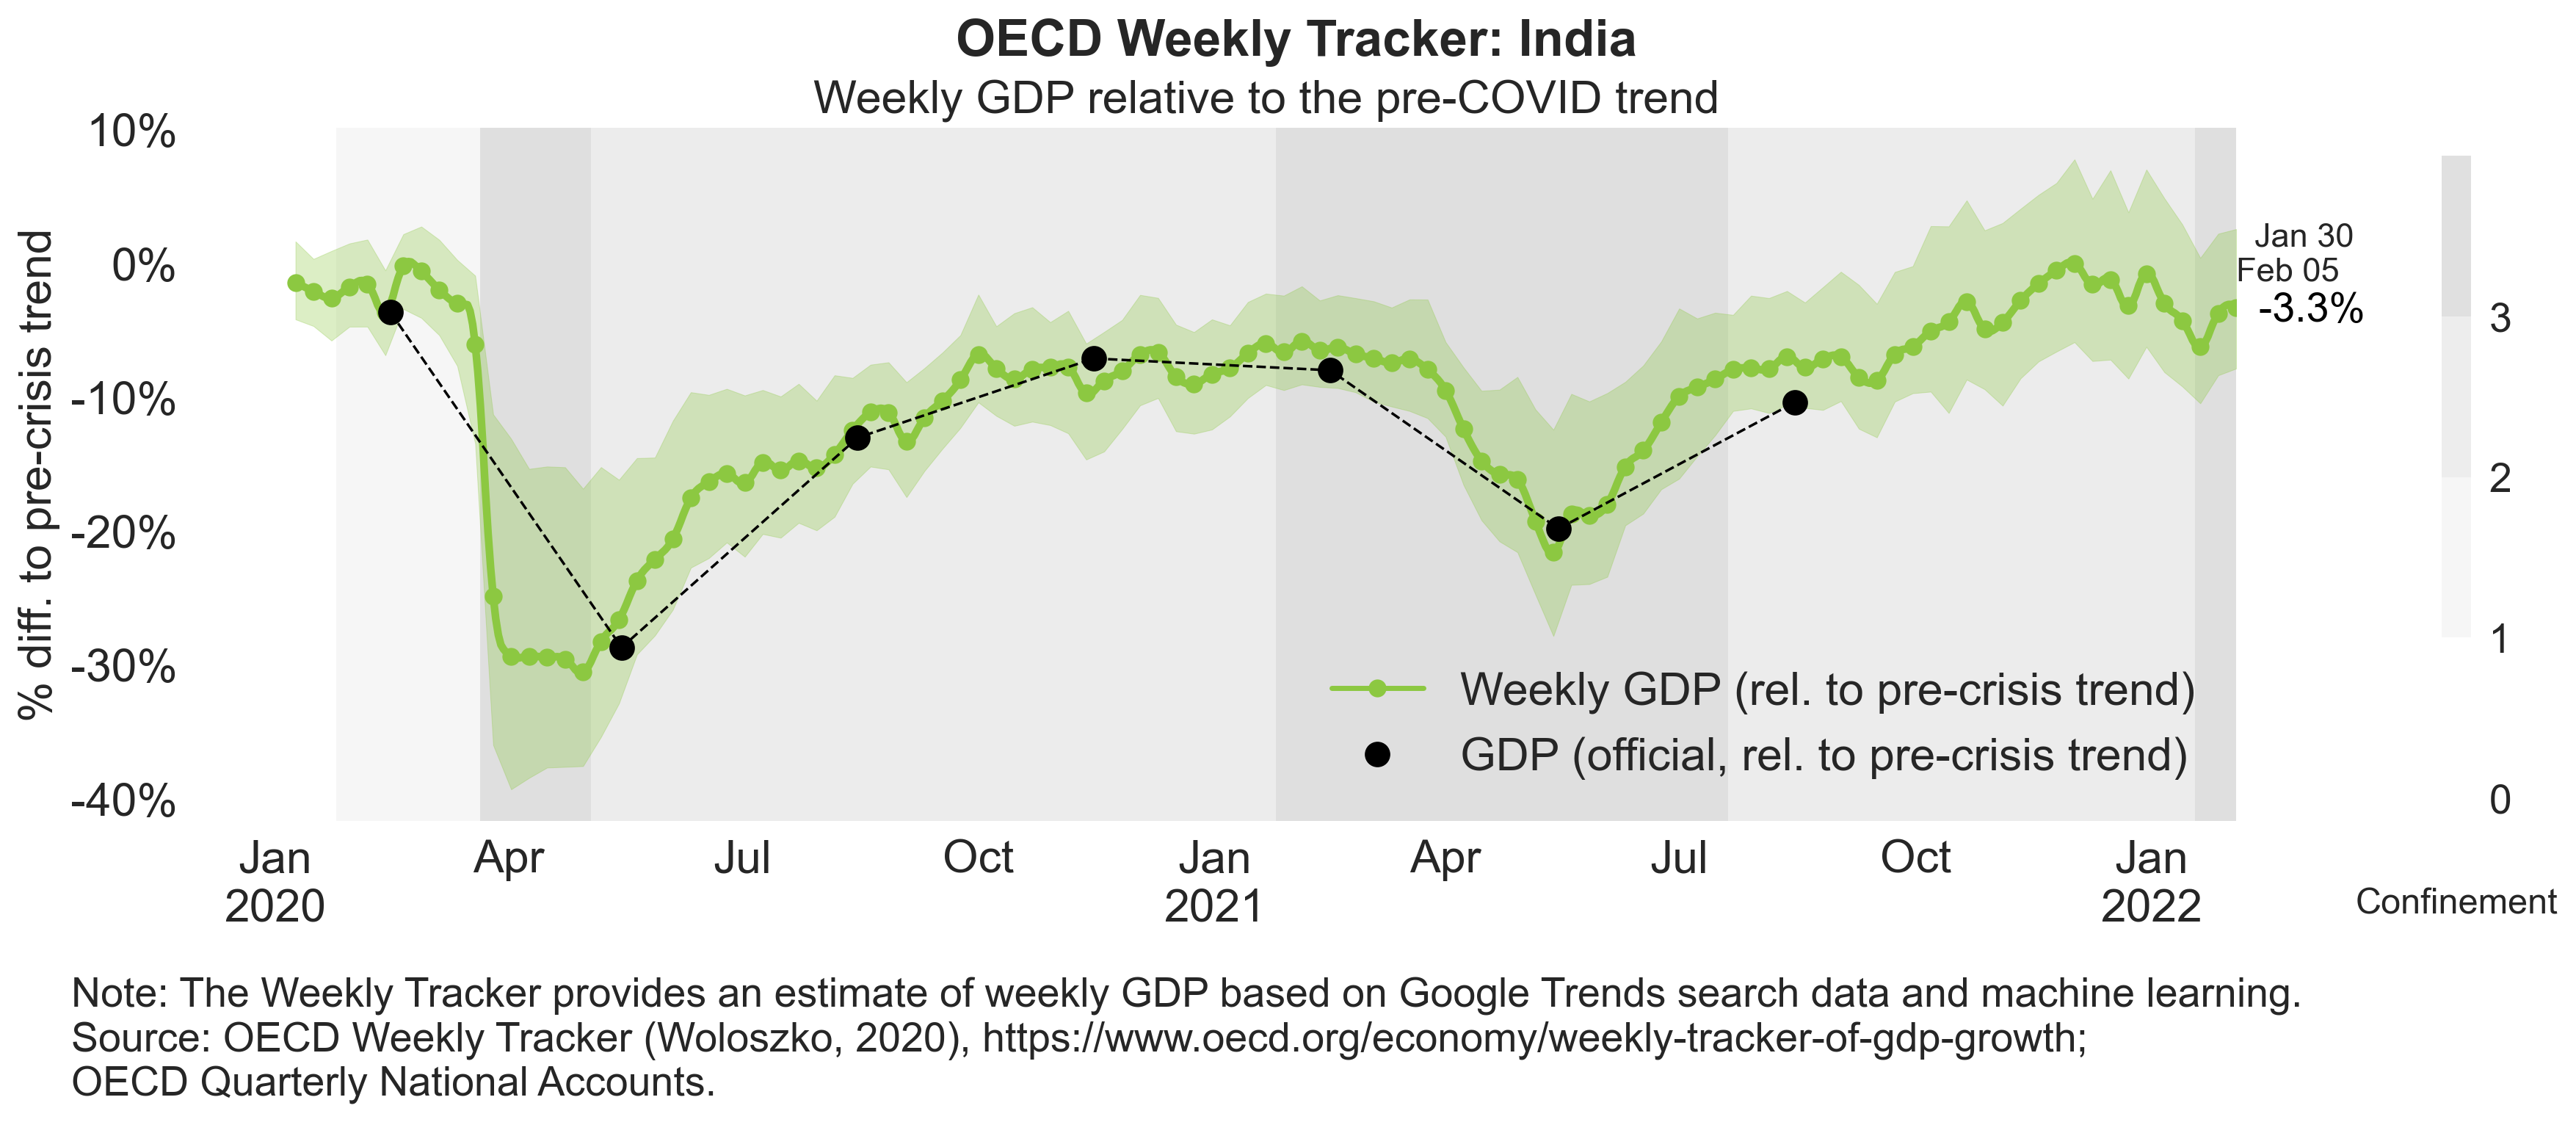 OECD Weekly Tracker: India
Weekly GDP relative to the pre-COVID trend
% diff. to pre-crisis trend
10%
0%
-10%
-20%
-30%
-40%
Jan
2020
Apr
Jul
Oct
Jan
2021
Apr
Jul
Oct
Jan
2022
Jan 30
Feb 05
-3.3%
Weekly GDP (rel. to pre-crisis trend)
GDP (official, rel. to pre-crisis trend)
3
2
1
0
Confinement
Note: The Weekly Tracker provides an estimate of weekly GDP based on Google Trends search data and machine learning.
Source: OECD Weekly Tracker (Woloszko, 2020), https://www.oecd.org/economy/weekly-tracker-of-gdp-growth;
OECD Quarterly National Accounts.